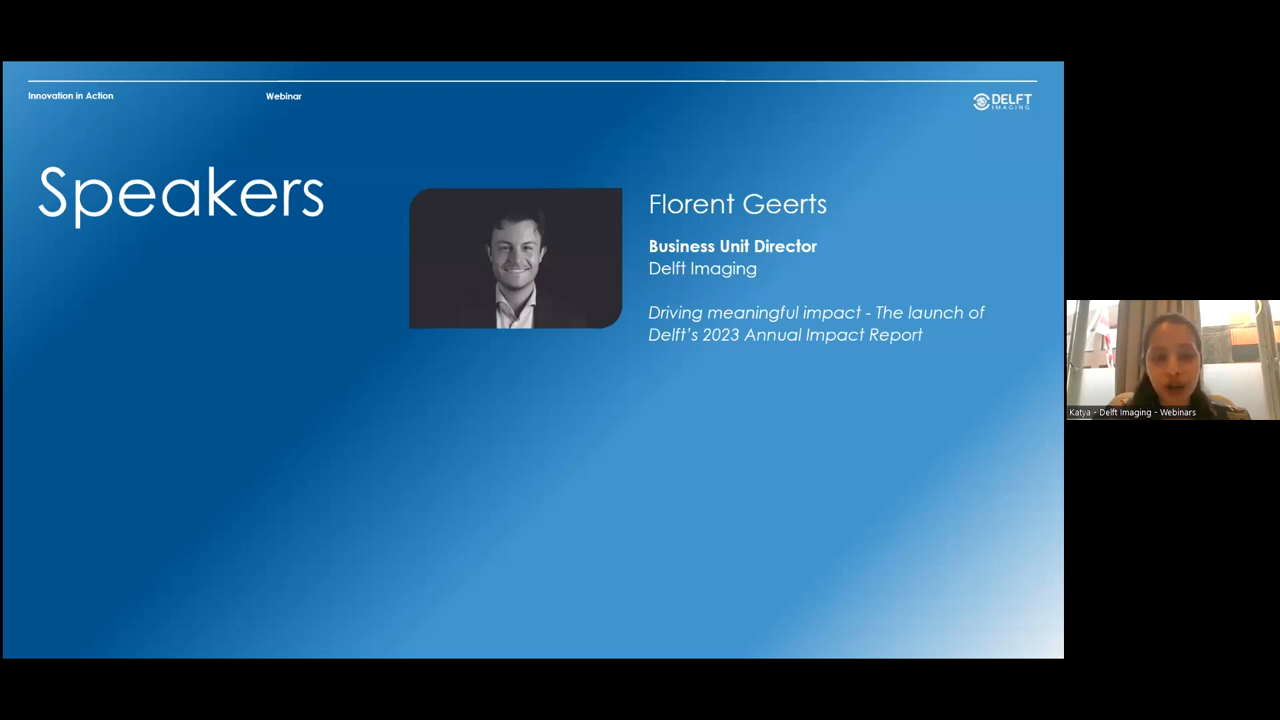 Innovation in Action
Webinar
DELFT
IMAGING
Speakers
Florent Geerts
Business Unit Director
Delft Imaging
Driving meaningful impact - The launch of
Delft's 2023 Annual Impact Report
Katya - Delft Imaging - Webinars